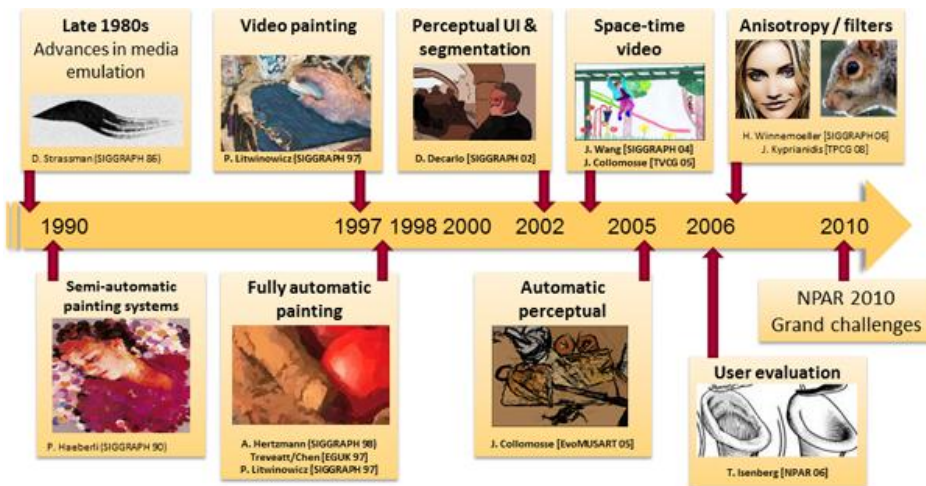 Late 1980s
Advances in media
emulation
D. Strassman (SIGGRAPH 86)
Video painting
P. Litwinowicz (SIGGRAPH 97)
Perceptual UI &
segmentation
D. Decarlo [SIGGRAPH 02]
Space-time
video
J. Wang [SIGGRAPH 04]
J. Collomosse [TVCG 05]
Anisotropy / filters
H. Winnemoeller [SIGGRAPH 06]
J. Kyprianidis [TPCG 08]
1990
1997
1998
2000
2002
2005
2006
2010
Semi-automatic
painting systems
P. Haeberli (SIGGRAPH 90)
Fully automatic
painting
A. Hertzmann (SIGGRAPH 98)
Treveatt/Chen [EGUK 97]
P. Litwinowicz [SIGGRAPH 97]
Automatic
perceptual
J. Collomosse [EvoMUSART 05]
User evaluation
T. Isenberg [NPAR 06]
NPAR 2010
Grand challenges